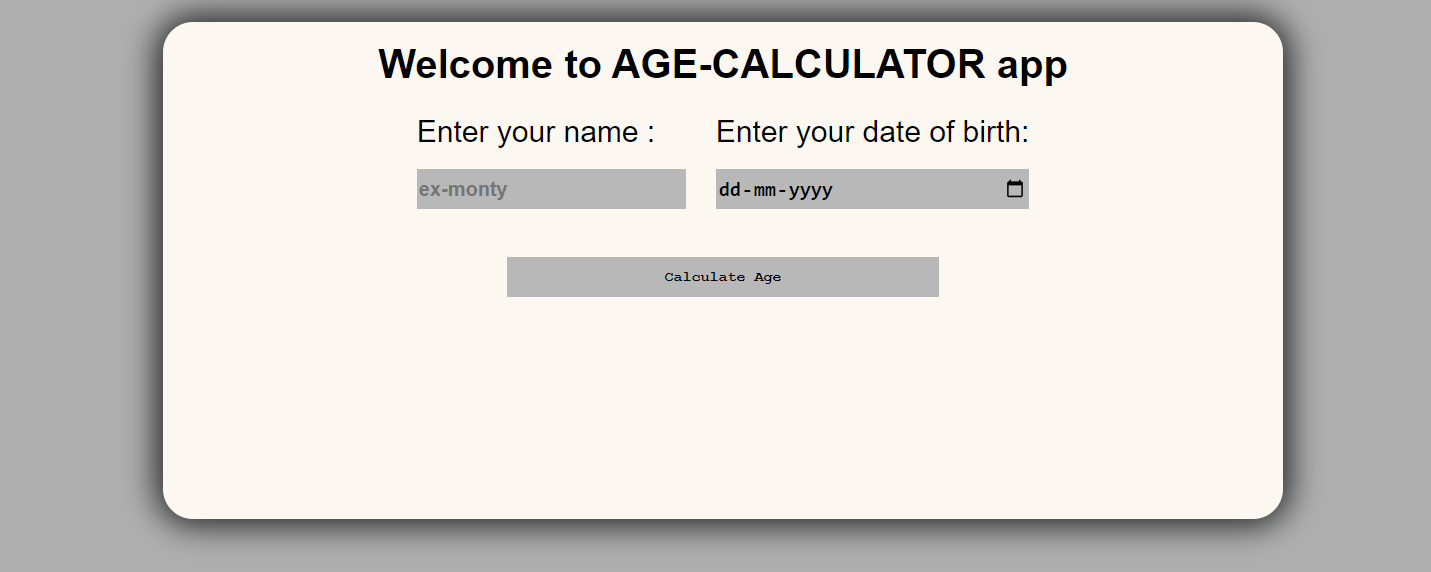 Welcome to AGE-CALCULATOR app
Enter your name :
Enter your date of birth:
ex-monty
dd-mm-yyyy
Calculate Age